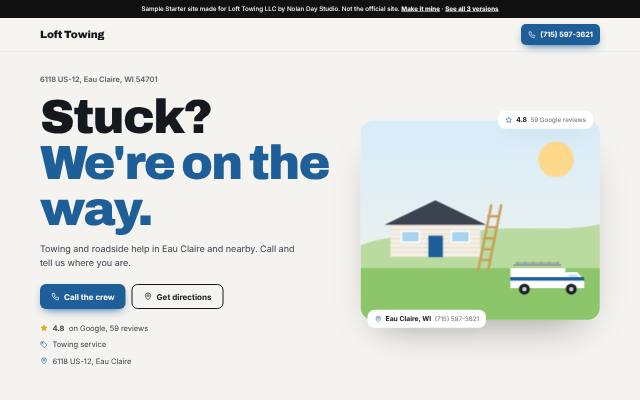 Sample Starter site made for Loft Towing LLC by Nolan Day Studio. Not the official site. Make it mine · See all 3 versions
Loft Towing
(715) 597-3621
6118 US-12, Eau Claire, WI 54701
Stuck?
We're on the
way.
Towing and roadside help in Eau Claire and nearby. Call and
tell us where you are.
Call the crew
Get directions
4.8 on Google, 59 reviews
Towing service
6118 US-12, Eau Claire
4.8 59 Google reviews
Eau Claire, WI (715) 597-3621